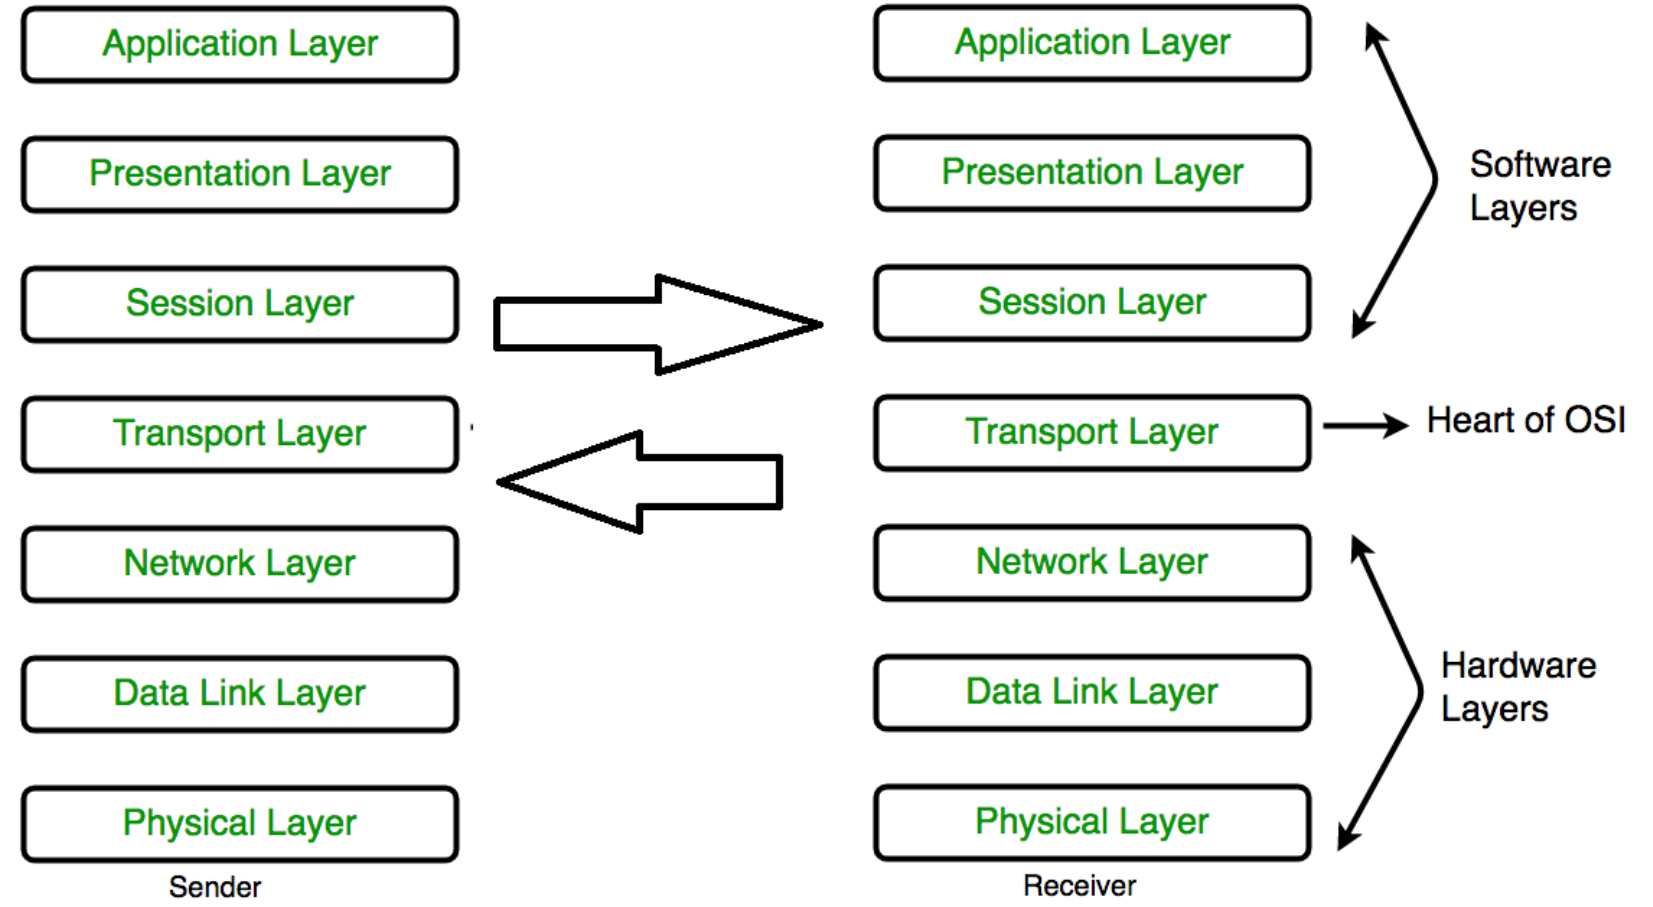 Application Layer
Presentation Layer
Session Layer
Transport Layer
Network Layer
Data Link Layer
Physical Layer
Sender
Application Layer
Presentation Layer
Session Layer
Transport Layer
Network Layer
Data Link Layer
Physical Layer
Receiver
Software
Layers
Heart of OSI
Hardware
Layers